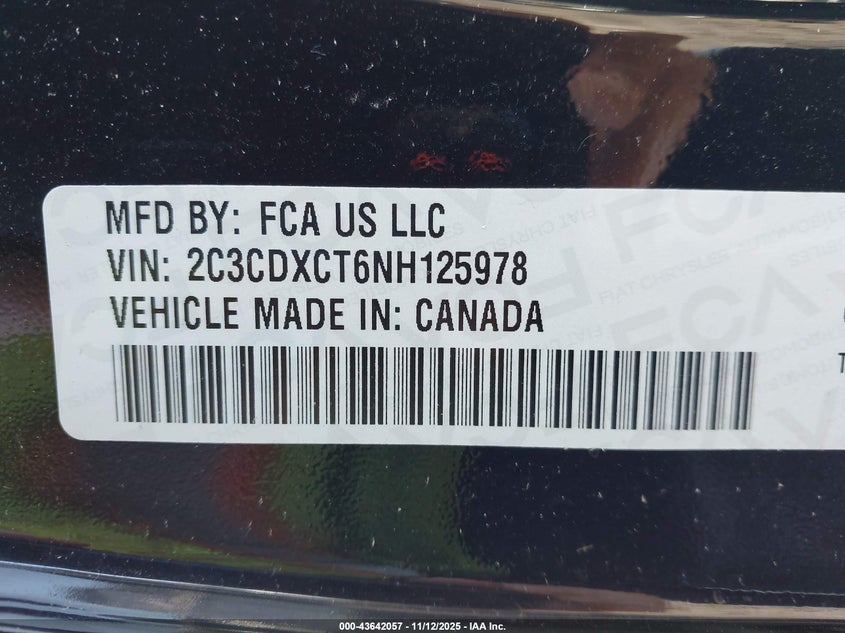 MFD BY: FCA US LLC
VIN: 2C3CDXCT6NH125978
VEHICLE MADE IN: CANADA
000-43642057 - 11/12/2025 - IAA Inc.